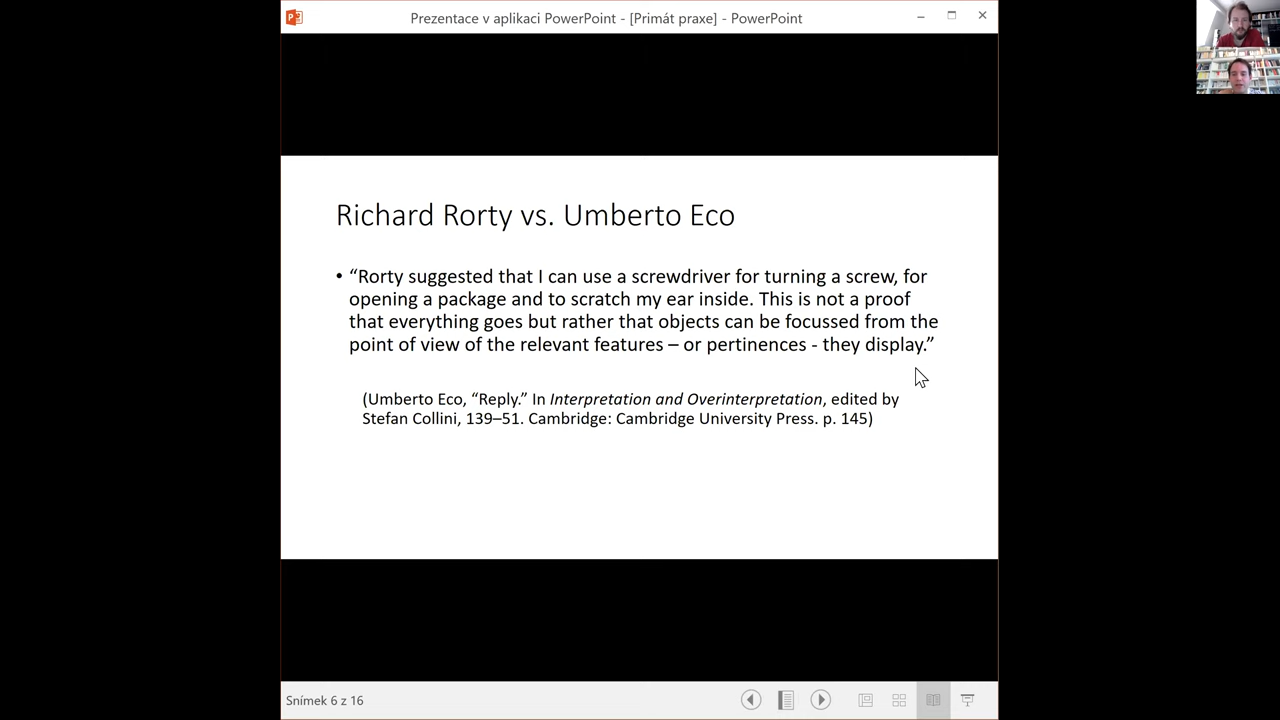 Prezentace v aplikaci PowerPoint - [Primát praxe] - PowerPoint
Richard Rorty vs. Umberto Eco
• “Rorty suggested that I can use a screwdriver for turning a screw, for
opening a package and to scratch my ear inside. This is not a proof
that everything goes but rather that objects can be focussed from the
point of view of the relevant features – or pertinences - they display.”
(Umberto Eco, “Reply.” In Interpretation and Overinterpretation, edited by
Stefan Collini, 139–51. Cambridge: Cambridge University Press. p. 145)
Snímek 6 z 16